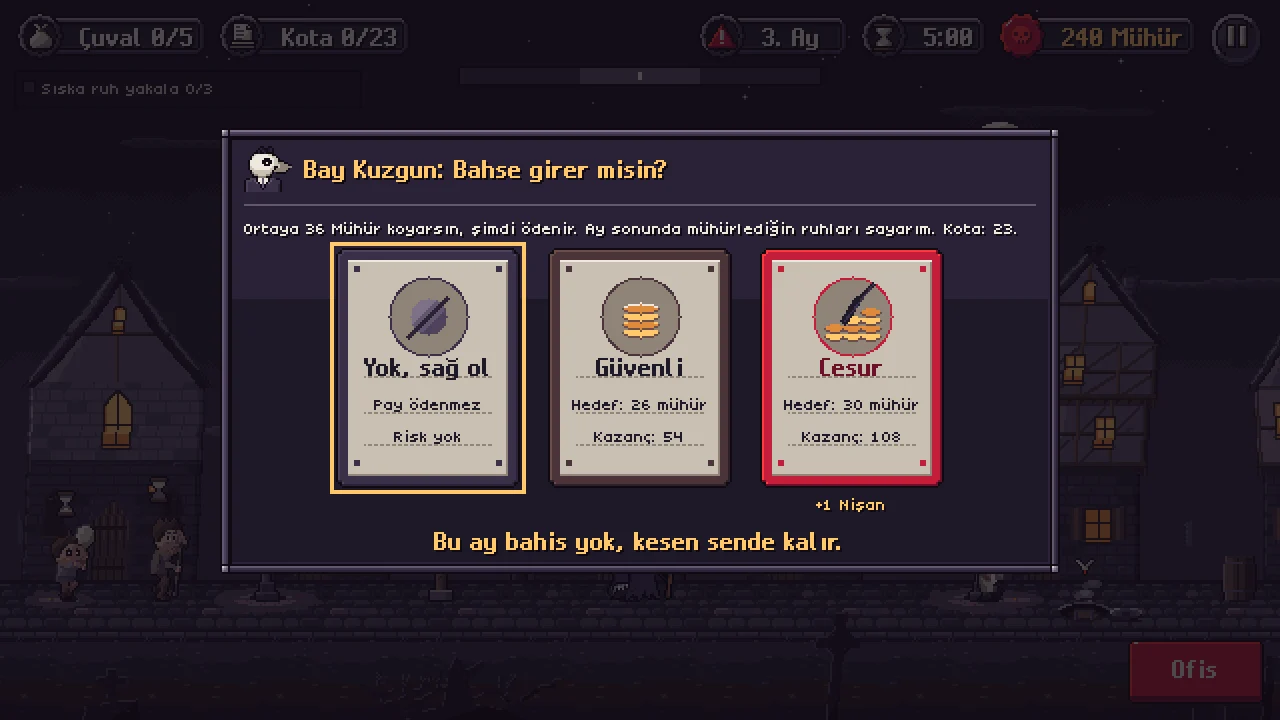 Çuval 0/5
Kota 0/23
3. Ay
5:00
240 Mühür
Sıska ruh yakala 0/3
Bay Kuzgun: Bahse girer misin?
Ortaya 36 Mühür koyarsın, şimdi ödenir. Ay sonunda mühürlediğin ruhları sayarım. Kota: 23.
Yok, sağ ol
Pay ödenmez
Risk yok
Güvenli
Hedef: 26 mühür
Kazanç: 54
Cesur
Hedef: 30 mühür
Kazanç: 108
+1 Nişan
Bu ay bahis yok, kesen sende kalır.
Ofis